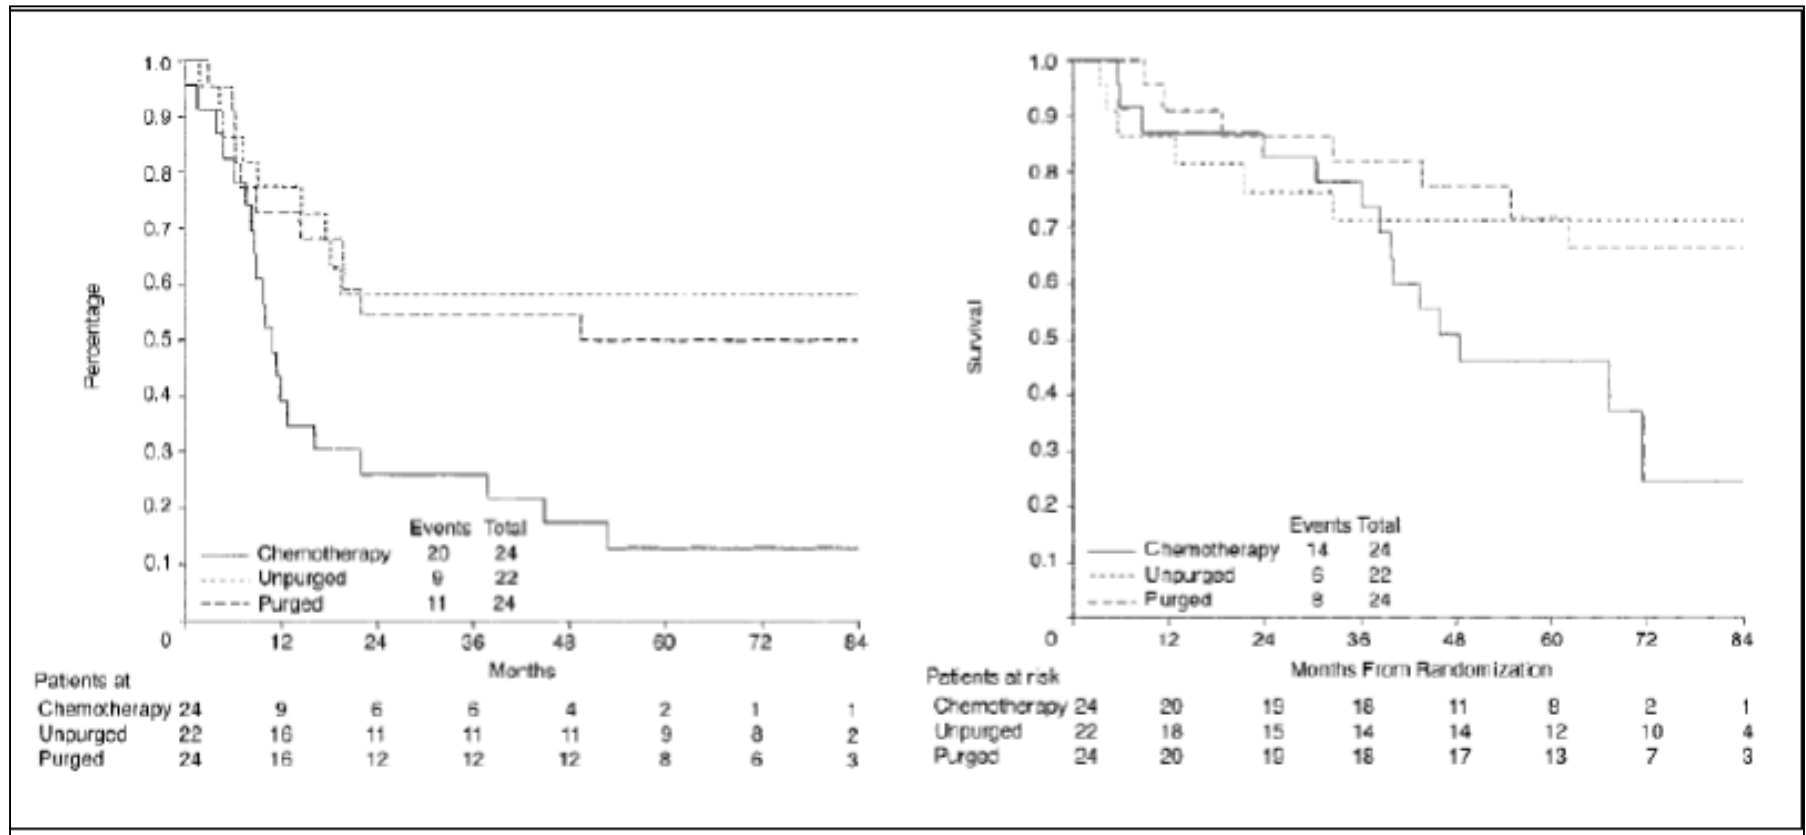 1.0
0.9
0.8
0.7
0.6
0.5
0.4
0.3
0.2
0.1
0
Percentage
Events Total
Chemotherapy 20 24
Unpurged 9 22
Purged 11 24
12 24 36 48 60 72 84
Months
Patients at
Chemotherapy 24 9 6 6 4 2 1 1
Unpurged 22 16 11 11 11 9 8 2
Purged 24 16 12 12 12 8 6 3
1.0
0.9
0.8
0.7
0.6
0.5
0.4
0.3
0.2
0.1
0
Survival
Events Total
Chemotherapy 14 24
Unpurged 6 22
Purged 8 24
12 24 36 48 60 72 84
Months From Randomization
Patients at risk
Chemotherapy 24 20 19 18 11 2 1
Unpurged 22 18 15 14 14 12 10 4
Purged 24 20 19 18 17 13 7 3